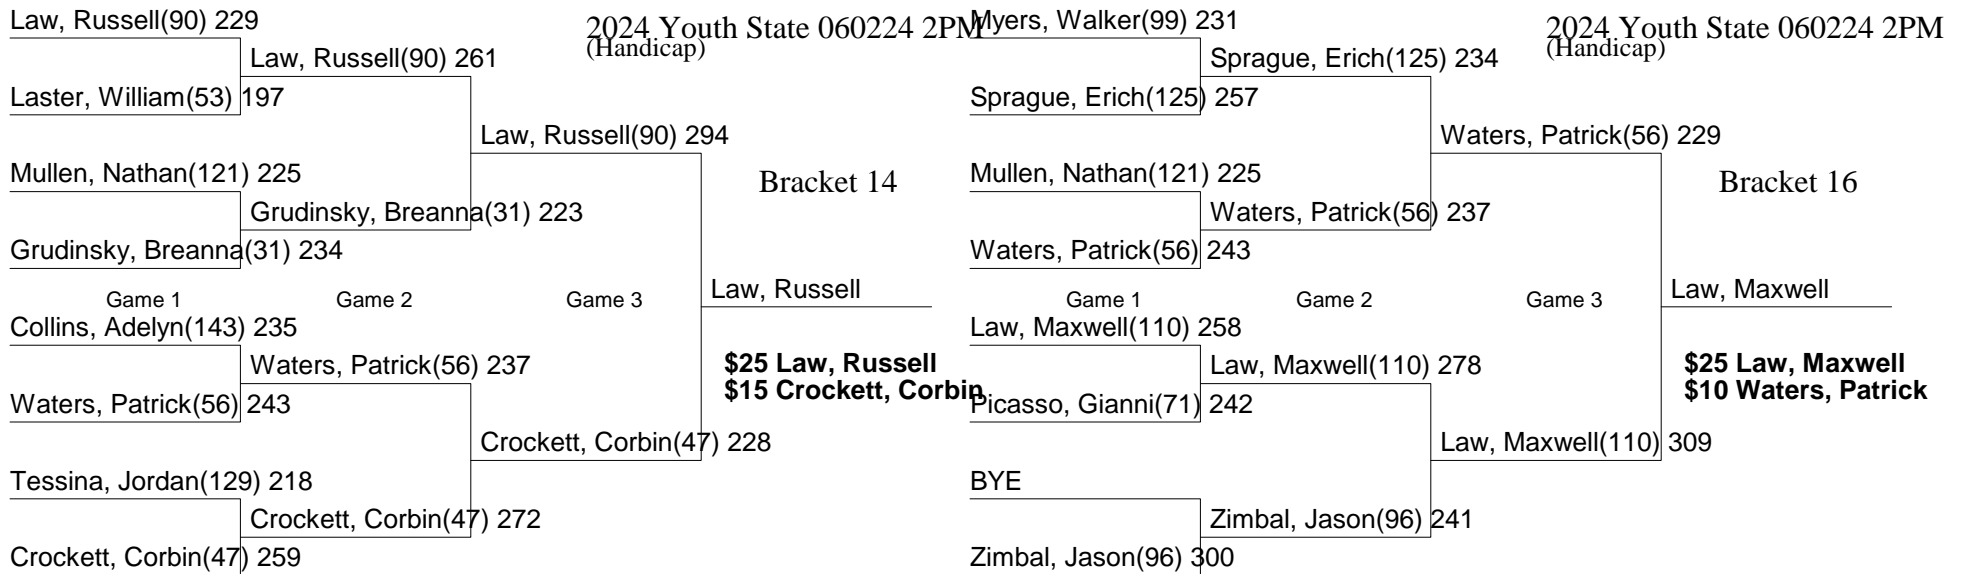 Law, Russell(90) 229
2024 Youth State 060224 2PM
(Handicap)
Law, Russell(90) 261
Laster, William(53) 197
Law, Russell(90) 294
Mullen, Nathan(121) 225
Bracket 14
Grudinsky, Breanna(31) 223
Grudinsky, Breanna(31) 234
Game 1
Game 2
Game 3
Law, Russell
Collins, Adelyn(143) 235
Waters, Patrick(56) 237
$25 Law, Russell
$15 Crockett, Corbin
Waters, Patrick(56) 243
Crockett, Corbin(47) 228
Tessina, Jordan(129) 218
Crockett, Corbin(47) 272
Crockett, Corbin(47) 259
Myers, Walker(99) 231
2024 Youth State 060224 2PM
(Handicap)
Sprague, Erich(125) 234
Sprague, Erich(125) 257
Waters, Patrick(56) 229
Mullen, Nathan(121) 225
Bracket 16
Waters, Patrick(56) 237
Waters, Patrick(56) 243
Game 1
Game 2
Game 3
Law, Maxwell
Law, Maxwell(110) 258
Law, Maxwell(110) 278
$25 Law, Maxwell
$10 Waters, Patrick
Picasso, Gianni(71) 242
Law, Maxwell(110) 309
BYE
Zimbal, Jason(96) 241
Zimbal, Jason(96) 300